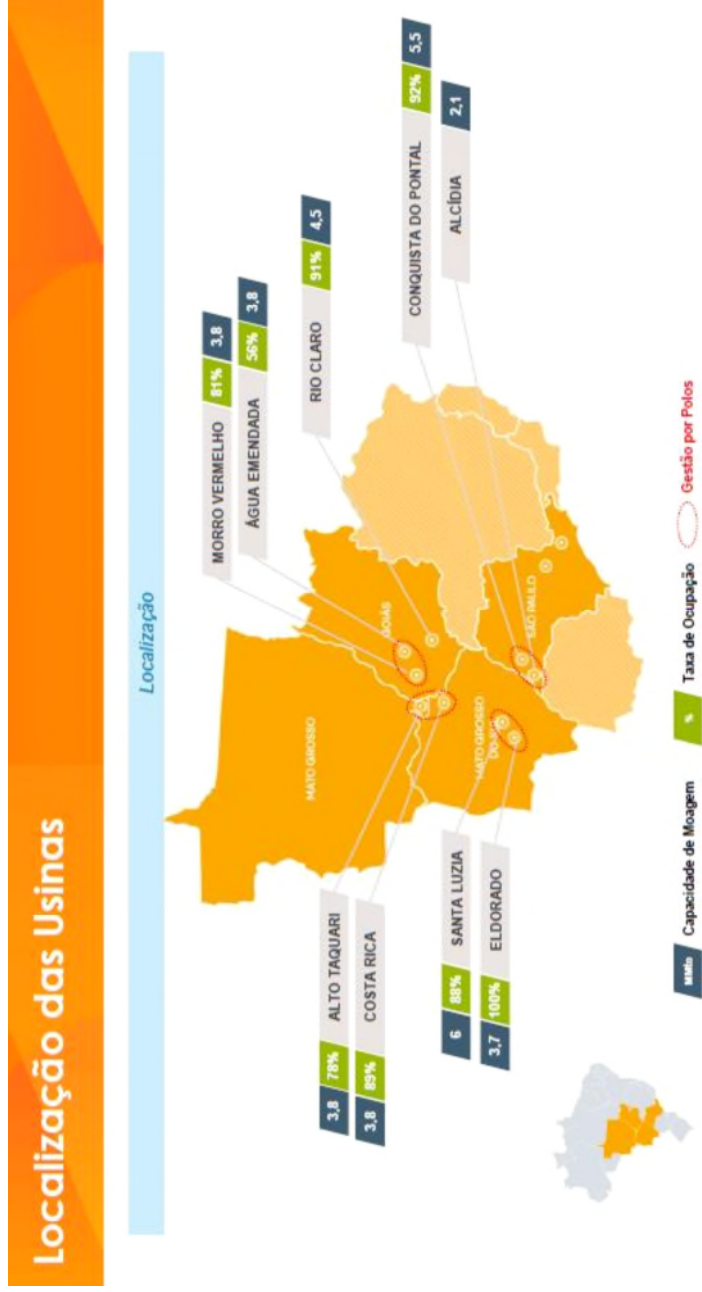 Localização das Usinas
Localização
MORRO VERMELHO 81% 3,8
ÁGUA EMENDADA 56% 3,8
RIO CLARO 91% 4,5
CONQUISTA DO PONTAL 92% 5,5
ALCÍDIA 2,1
3,8 78% ALTO TAQUARI
3,8 89% COSTA RICA
6 88% SANTA LUZIA
3,7 100% ELDORADO
MATO GROSSO
GOIÁS
MATO GROSSO
DO SUL
SÃO PAULO
MMto Capacidade de Moagem
% Taxa de Ocupação
Gestão por Polos